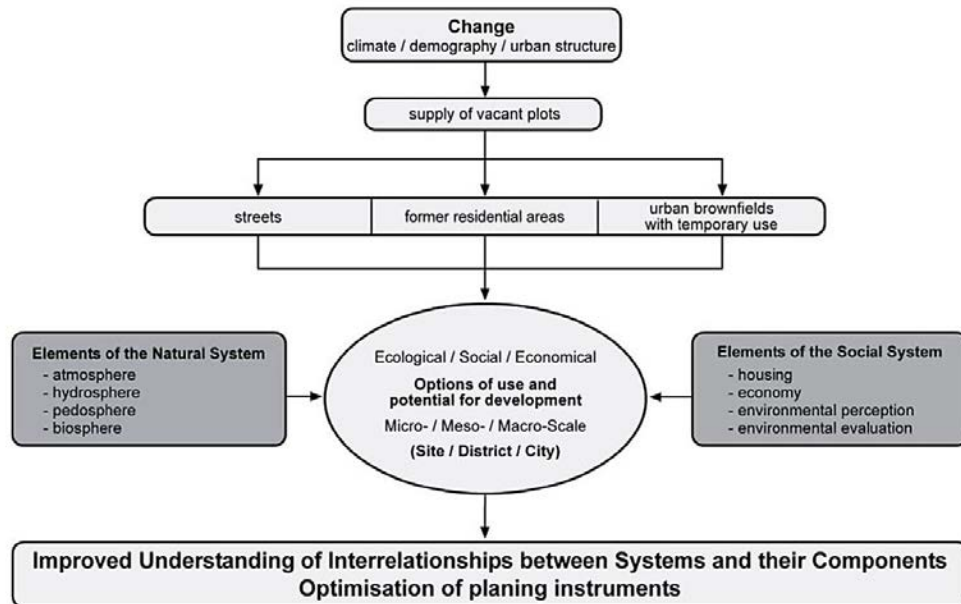 Change
climate / demography / urban structure
supply of vacant plots
streets
former residential areas
urban brownfields
with temporary use
Elements of the Natural System
- atmosphere
- hydrosphere
- pedosphere
- biosphere
Ecological / Social / Economical
Options of use and
potential for development
Micro- / Meso- / Macro-Scale
(Site / District / City)
Elements of the Social System
- housing
- economy
- environmental perception
- environmental evaluation
Improved Understanding of Interrelationships between Systems and their Components
Optimisation of planing instruments